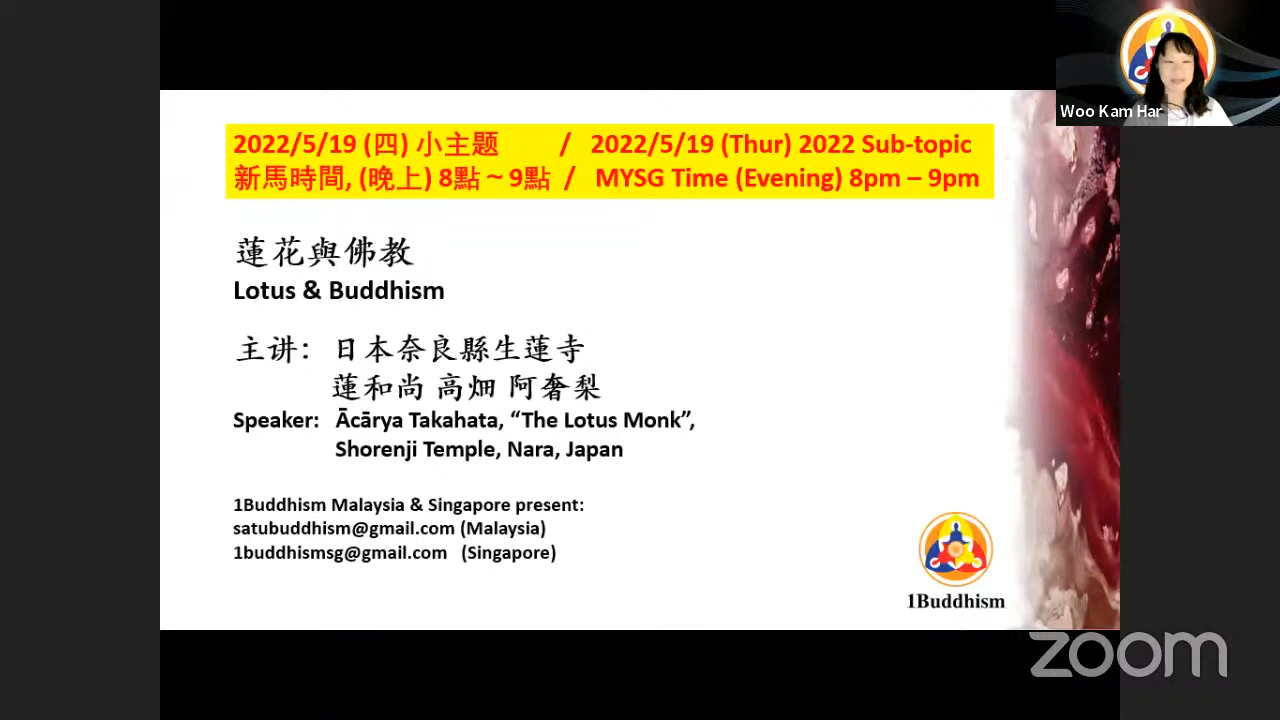 Woo Kam Har
2022/5/19 (四) 小主题 / 2022/5/19 (Thur) 2022 Sub-topic
新馬時間, (晚上) 8點 ~ 9點 / MYSG Time (Evening) 8pm – 9pm
蓮花與佛教
Lotus & Buddhism
主讲: 日本奈良縣生蓮寺
蓮和尚 高畑 阿奢梨
Speaker: Ācārya Takahata, “The Lotus Monk”,
Shorenji Temple, Nara, Japan
1Buddhism Malaysia & Singapore present:
satubuddhism@gmail.com (Malaysia)
1buddhismsg@gmail.com (Singapore)
1Buddhism
zoom